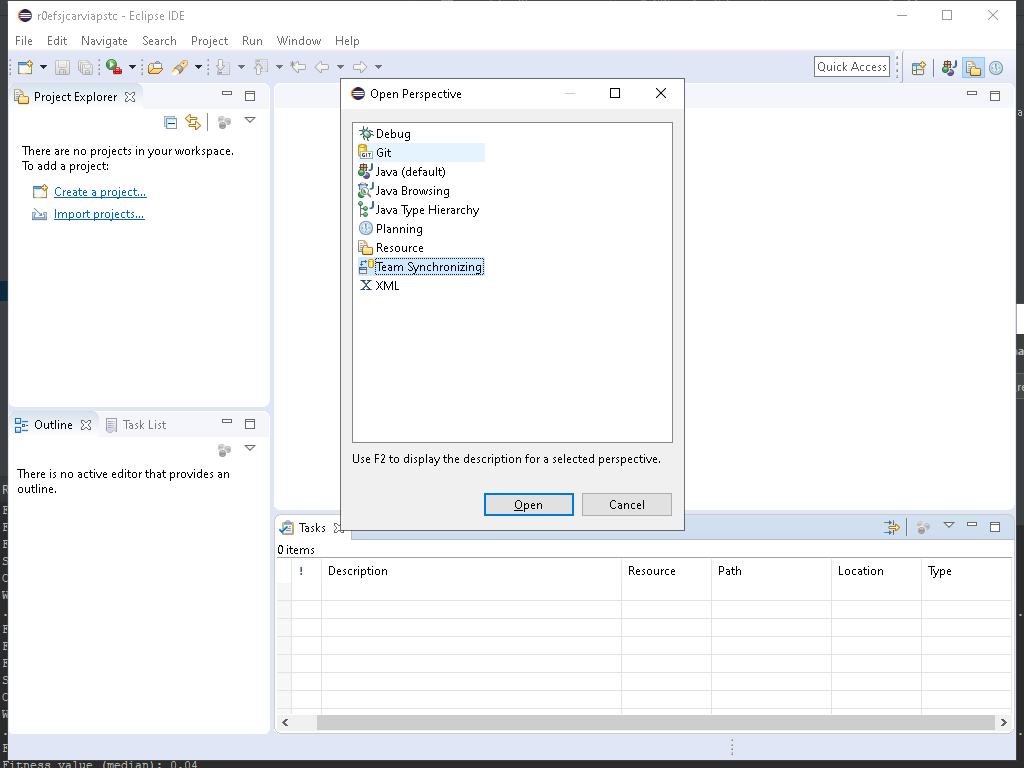 r0efsjcarviapstc - Eclipse IDE
File Edit Navigate Search Project Run Window Help
Quick Access
Project Explorer
There are no projects in your workspace.
To add a project:
Create a project...
Import projects...
Open Perspective
Debug
GIT Git
Java (default)
Java Browsing
Java Type Hierarchy
Planning
Resource
Team Synchronizing
XML
Use F2 to display the description for a selected perspective.
Open Cancel
Outline Task List
There is no active editor that provides an
outline.
Tasks
0 items
! Description Resource Path Location Type
Fitness value (median): 0.04